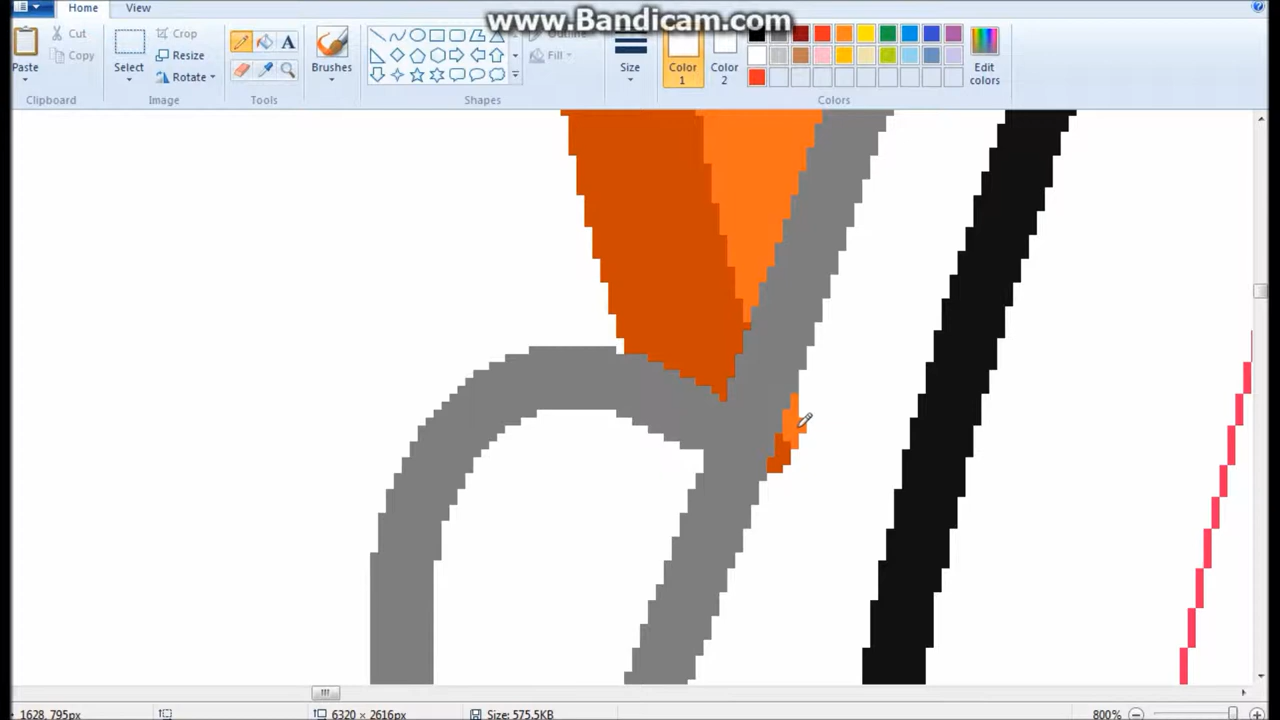 www.Bandicam.com
Home
View
Paste
Cut
Copy
Clipboard
Select
Crop
Resize
Rotate
Image
A
Tools
Brushes
Outline
Fill
Shapes
Size
Color
1
Color
2
Edit
colors
Colors
1628, 795px
6320 × 2616px
Size: 575.5KB
800%